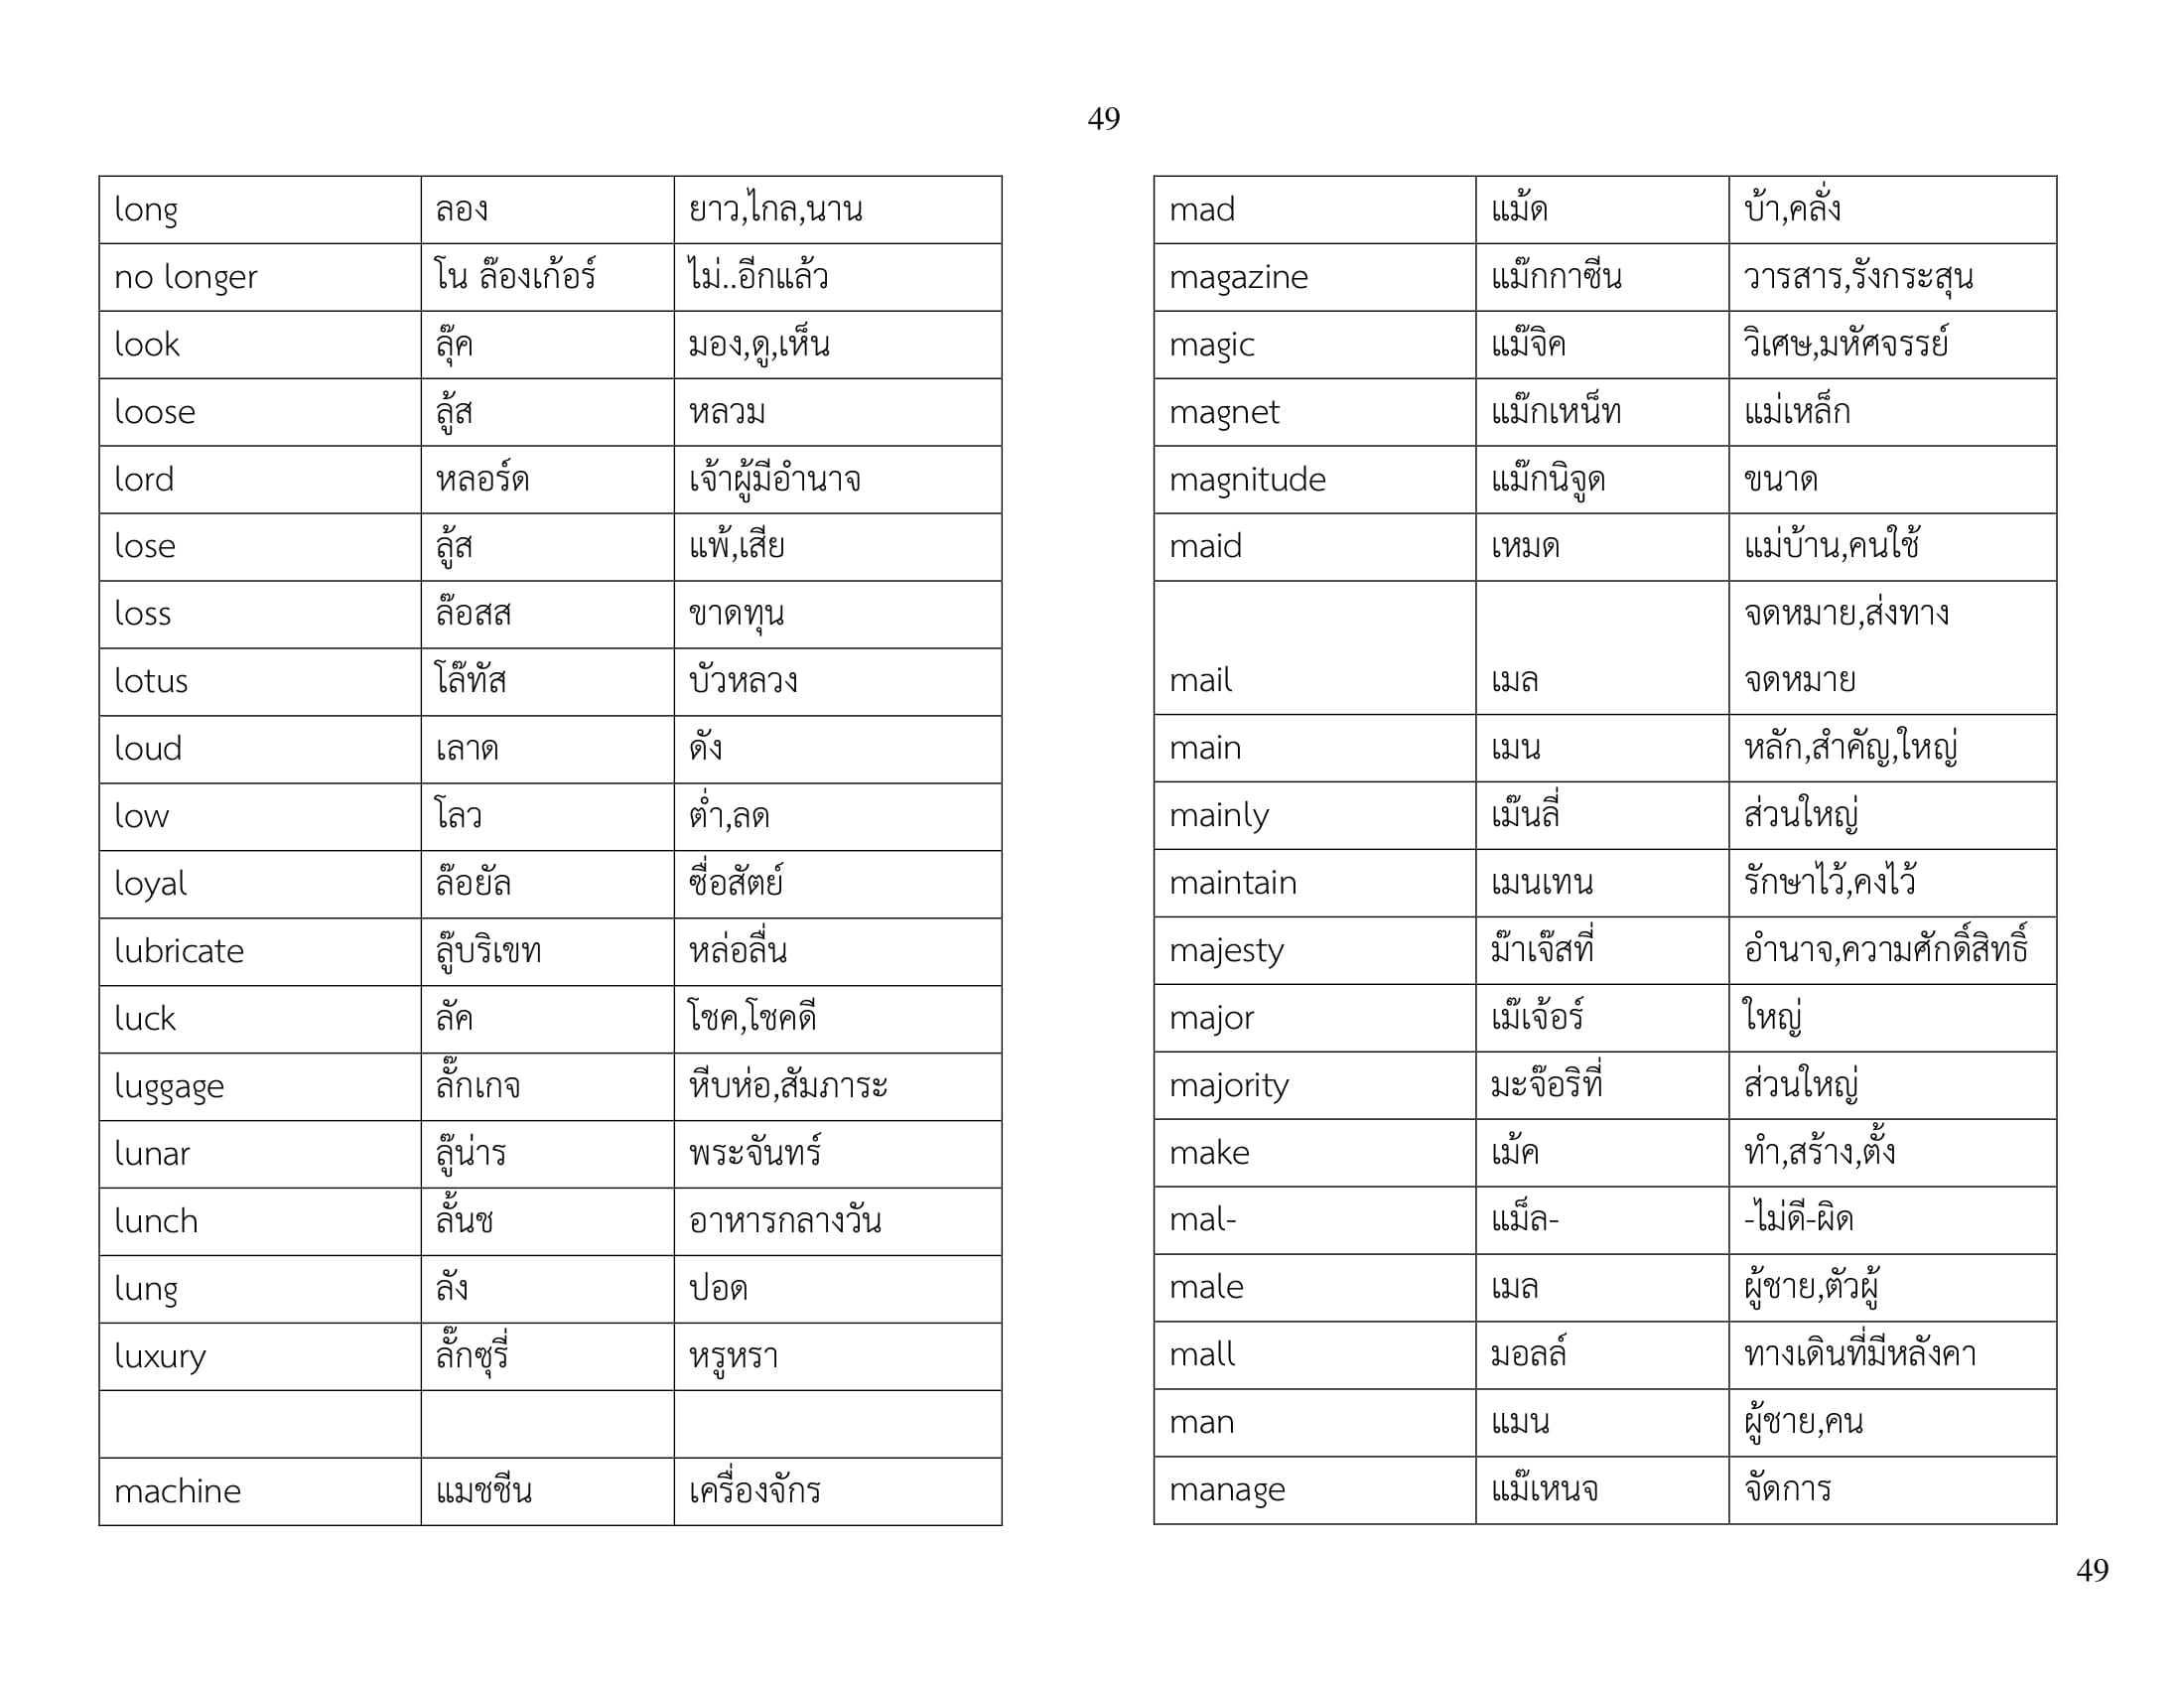 49
long ลอง ยาว,ไกล,นาน
no longer โน ล๊องเก้อร์ ไม่..อีกแล้ว
look ลุ๊ค มอง,ดู,เห็น
loose ลู้ส หลวม
lord หลอร์ด เจ้าผู้มีอำนาจ
lose ลู้ส แพ้,เสีย
loss ล๊อสส ขาดทุน
lotus โล๊ทัส บัวหลวง
loud เลาด ดัง
low โลว ต่ำ,ลด
loyal ล๊อยัล ซื่อสัตย์
lubricate ลู๊บริเขท หล่อลื่น
luck ลัค โชค,โชคดี
luggage ลั๊กเกจ หีบห่อ,สัมภาระ
lunar ลู๊น่าร พระจันทร์
lunch ลั้นช อาหารกลางวัน
lung ลัง ปอด
luxury ลั๊กซุรี่ หรูหรา
machine แมชชีน เครื่องจักร
mad แม้ด บ้า,คลั่ง
magazine แม๊กกาซีน วารสาร,รังกระสุน
magic แม๊จิค วิเศษ,มหัศจรรย์
magnet แม๊กเหน็ท แม่เหล็ก
magnitude แม๊กนิจูด ขนาด
maid เหมด แม่บ้าน,คนใช้
จดหมาย,ส่งทาง
mail เมล จดหมาย
main เมน หลัก,สำคัญ,ใหญ่
mainly เม๊นลี่ ส่วนใหญ่
maintain เมนเทน รักษาไว้,คงไว้
majesty ม๊าเจ๊สที่ อำนาจ,ความศักดิ์สิทธิ์
major เม๊เจ้อร์ ใหญ่
majority มะจ๊อริที่ ส่วนใหญ่
make เม้ค ทำ,สร้าง,ตั้ง
mal- แม็ล- -ไม่ดี-ผิด
male เมล ผู้ชาย,ตัวผู้
mall มอลล์ ทางเดินที่มีหลังคา
man แมน ผู้ชาย,คน
manage แม๊เหนจ จัดการ
49